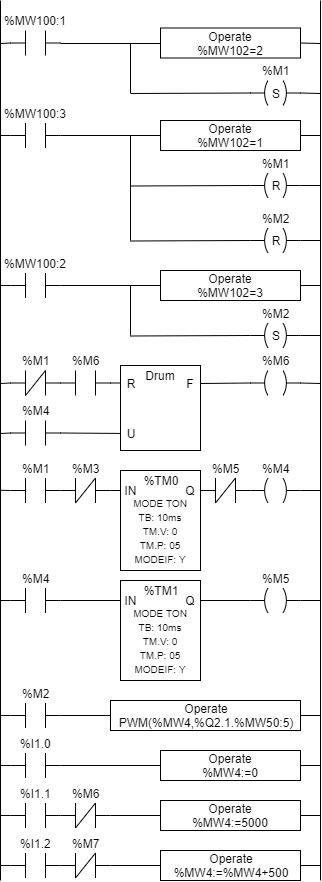 %MW100:1
Operate
%MW102=2
%M1
S
%MW100:3
Operate
%MW102=1
%M1
R
%M2
R
%MW100:2
Operate
%MW102=3
%M2
S
%M1 %M6 %M6
Drum
R F
%M4
U
%M1 %M3 %TM0 %M5 %M4
IN Q
MODE TON
TB: 10ms
TM.V: 0
TM.P: 05
MODEIF: Y
%M4 %TM1 %M5
IN Q
MODE TON
TB: 10ms
TM.V: 0
TM.P: 05
MODEIF: Y
%M2
Operate
PWM(%MW4,%Q2.1.%MW50:5)
%I1.0
Operate
%MW4:=0
%I1.1 %M6
Operate
%MW4:=5000
%I1.2 %M7
Operate
%MW4:=%MW4+500